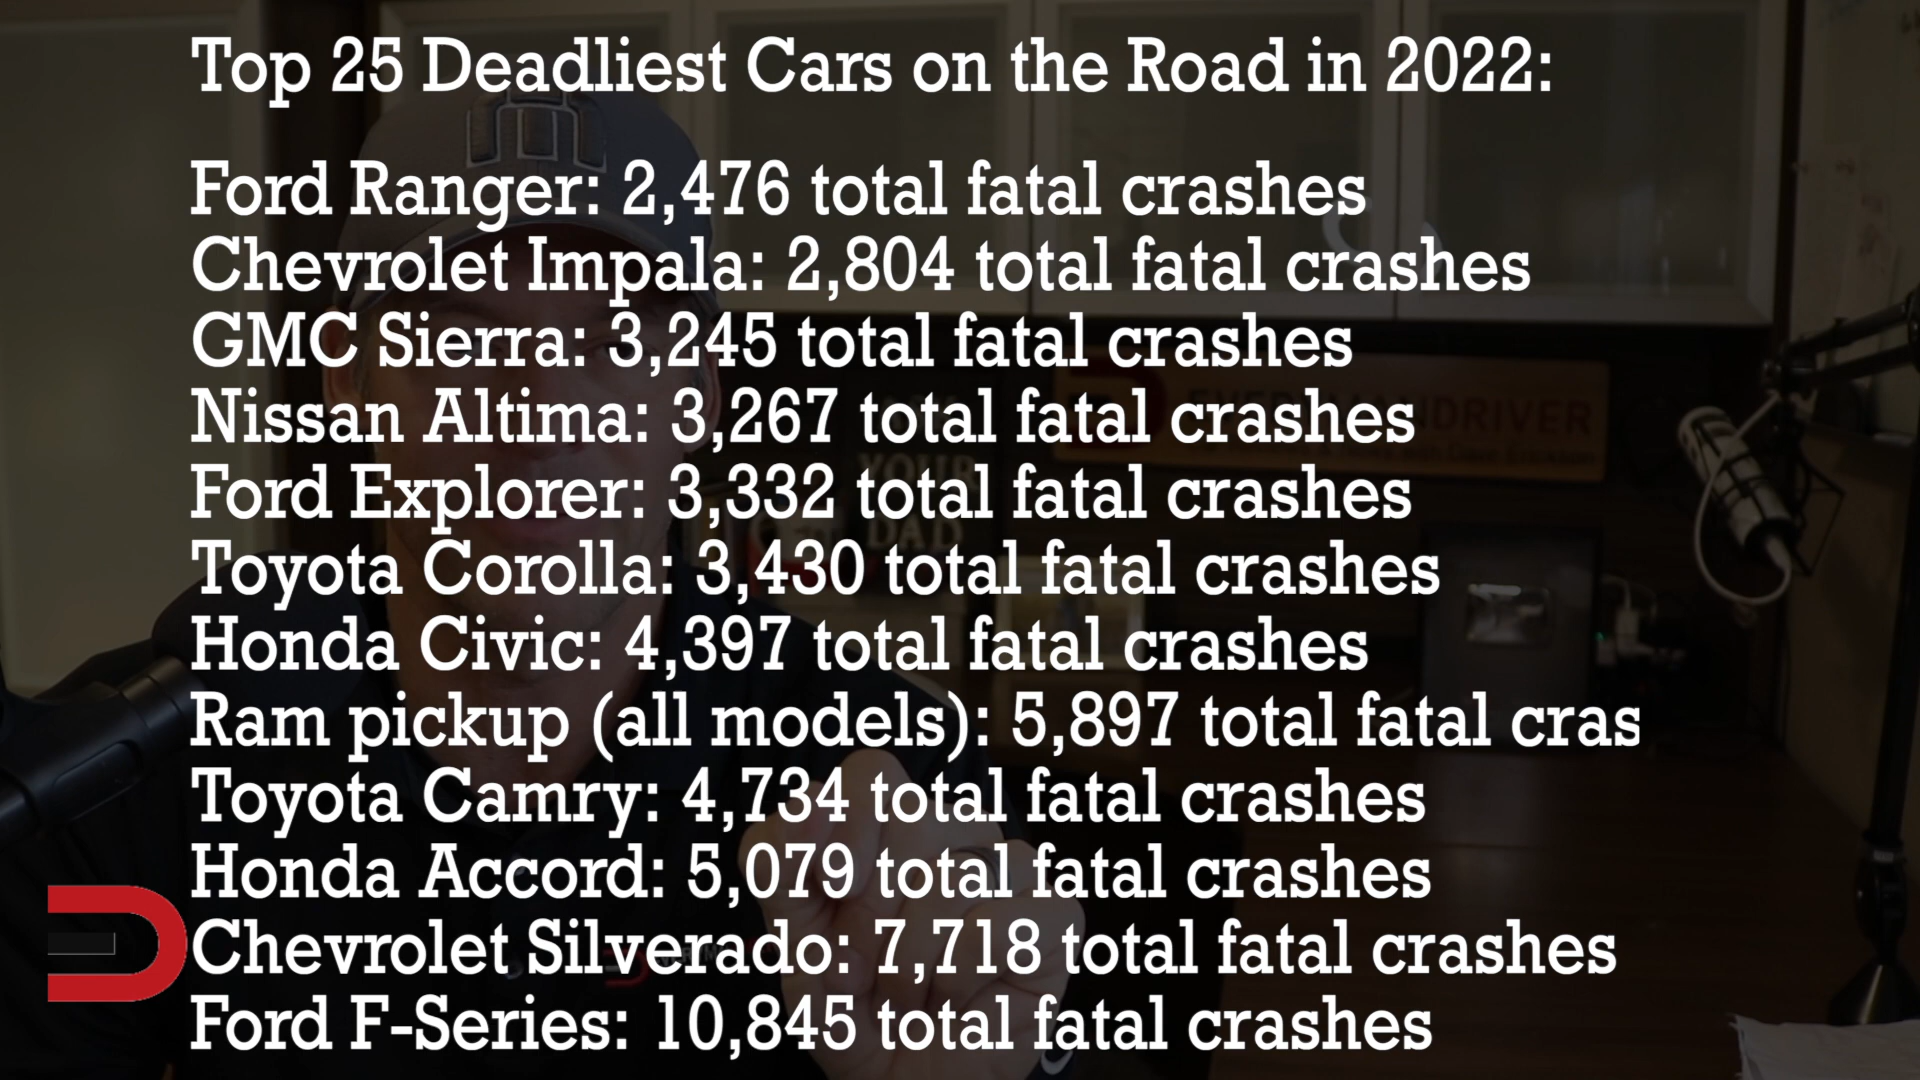 Top 25 Deadliest Cars on the Road in 2022:
Ford Ranger: 2,476 total fatal crashes
Chevrolet Impala: 2,804 total fatal crashes
GMC Sierra: 3,245 total fatal crashes
Nissan Altima: 3,267 total fatal crashes
Ford Explorer: 3,332 total fatal crashes
Toyota Corolla: 3,430 total fatal crashes
Honda Civic: 4,397 total fatal crashes
Ram pickup (all models): 5,897 total fatal cras
Toyota Camry: 4,734 total fatal crashes
Honda Accord: 5,079 total fatal crashes
Chevrolet Silverado: 7,718 total fatal crashes
Ford F-Series: 10,845 total fatal crashes
YOUR
DAD